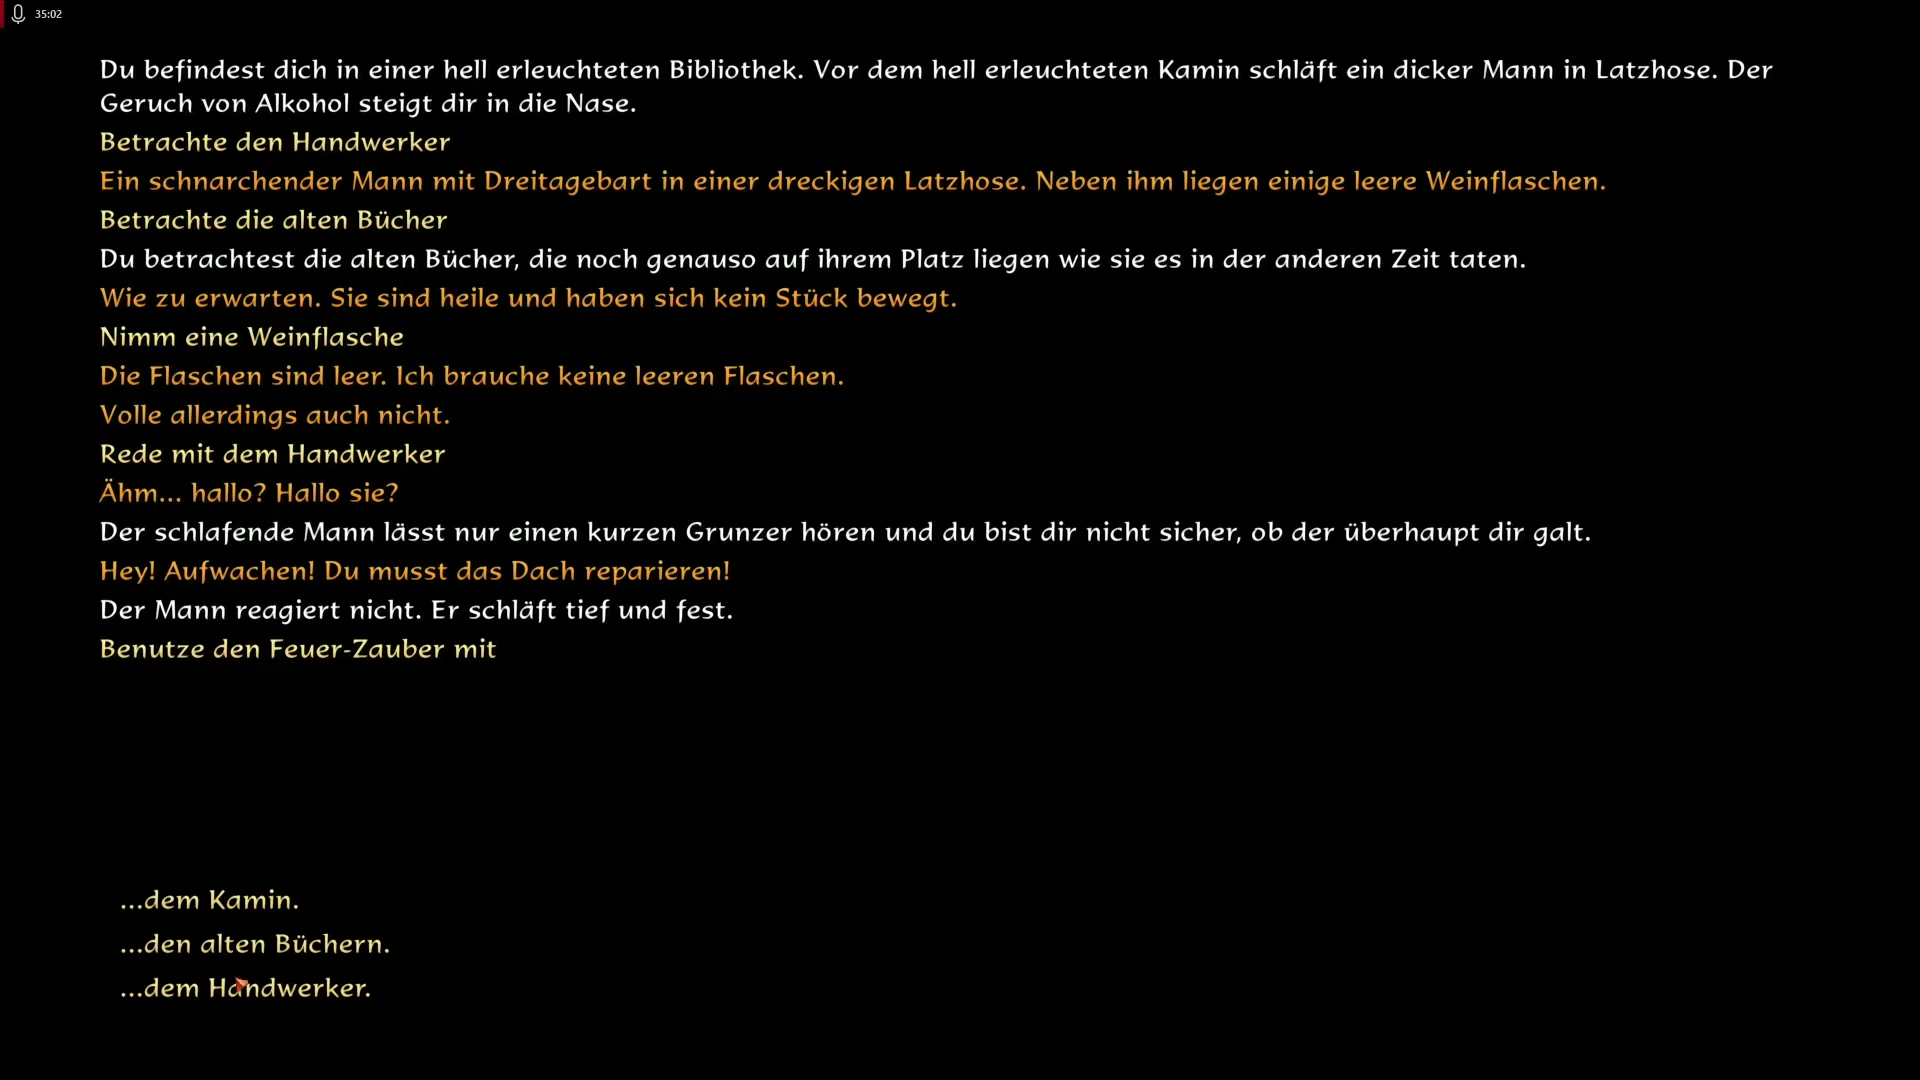 35:02
Du befindest dich in einer hell erleuchteten Bibliothek. Vor dem hell erleuchteten Kamin schläft ein dicker Mann in Latzhose. Der
Geruch von Alkohol steigt dir in die Nase.
Betrachte den Handwerker
Ein schnarchender Mann mit Dreitagebart in einer dreckigen Latzhose. Neben ihm liegen einige leere Weinflaschen.
Betrachte die alten Bücher
Du betrachtest die alten Bücher, die noch genauso auf ihrem Platz liegen wie sie es in der anderen Zeit taten.
Wie zu erwarten. Sie sind heile und haben sich kein Stück bewegt.
Nimm eine Weinflasche
Die Flaschen sind leer. Ich brauche keine leeren Flaschen.
Volle allerdings auch nicht.
Rede mit dem Handwerker
Ähm... hallo? Hallo sie?
Der schlafende Mann lässt nur einen kurzen Grunzer hören und du bist dir nicht sicher, ob der überhaupt dir galt.
Hey! Aufwachen! Du musst das Dach reparieren!
Der Mann reagiert nicht. Er schläft tief und fest.
Benutze den Feuer-Zauber mit
...dem Kamin.
...den alten Büchern.
...dem Handwerker.